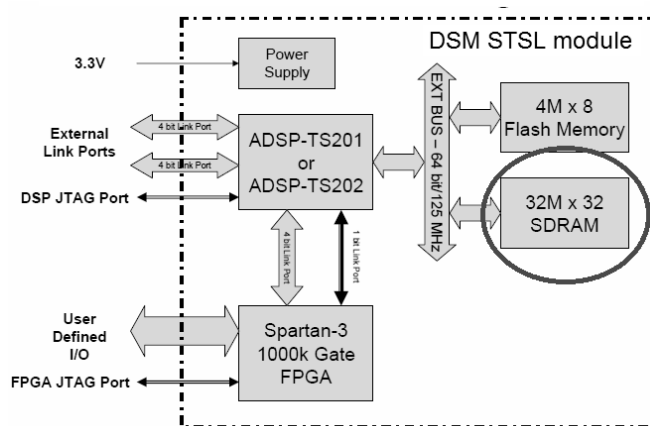 DSM STSL module
3.3V
Power
Supply
External
Link Ports
4 bit Link Port
4 bit Link Port
ADSP-TS201
or
ADSP-TS202
DSP JTAG Port
EXT BUS – 64 bit/125 MHz
4M x 8
Flash Memory
32M x 32
SDRAM
4 bit Link Port
1 bit Link Port
User
Defined
I/O
Spartan-3
1000k Gate
FPGA
FPGA JTAG Port